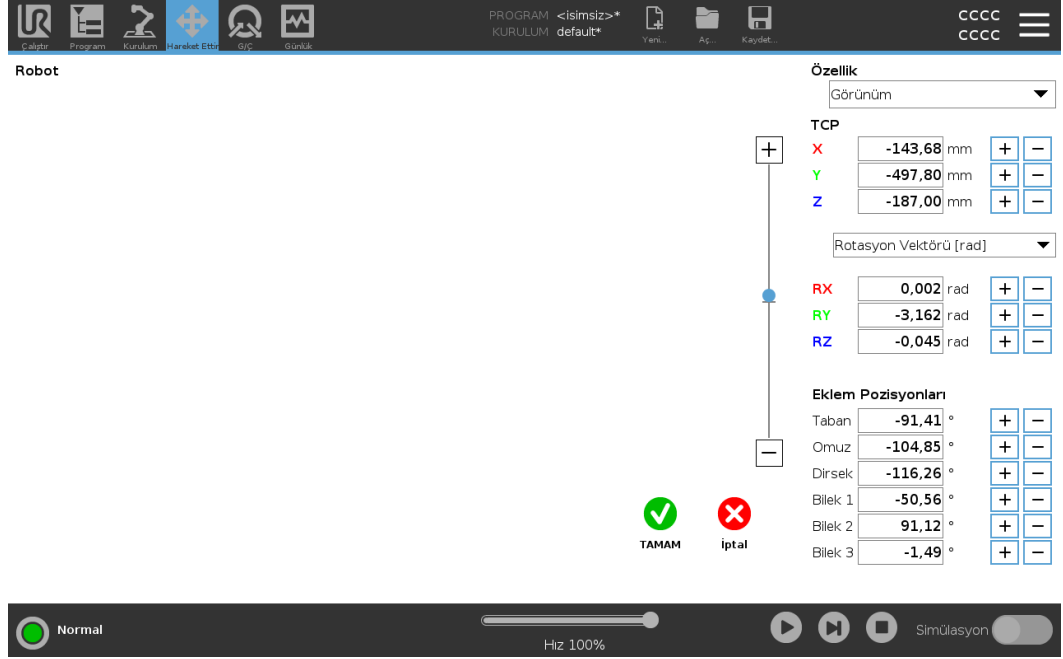 PROGRAM <isimsiz>*
KURULUM default*
Çalıştır Program Kurulum Hareket Ettir G/Ç Günlük
Yeni... Aç... Kaydet...
CCCC
CCCC
Robot
Özellik
Görünüm
TCP
X -143,68 mm + −
Y -497,80 mm + −
Z -187,00 mm + −
Rotasyon Vektörü [rad]
RX 0,002 rad + −
RY -3,162 rad + −
RZ -0,045 rad + −
Eklem Pozisyonları
Taban -91,41 ° + −
Omuz -104,85 ° + −
Dirsek -116,26 ° + −
Bilek 1 -50,56 ° + −
Bilek 2 91,12 ° + −
Bilek 3 -1,49 ° + −
TAMAM İptal
Normal
Hız 100%
Simülasyon